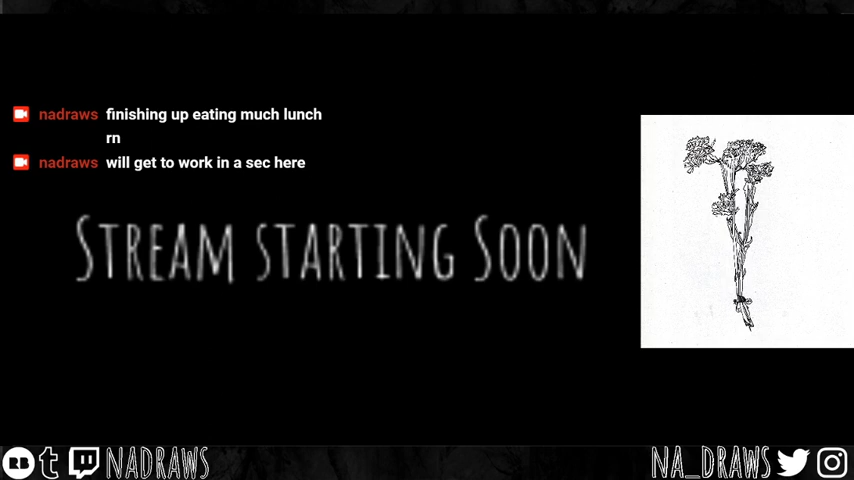 nadraws finishing up eating much lunch
rn
nadraws will get to work in a sec here
STREAM STARTING SOON
RB t NADRAWS
NA_DRAWS